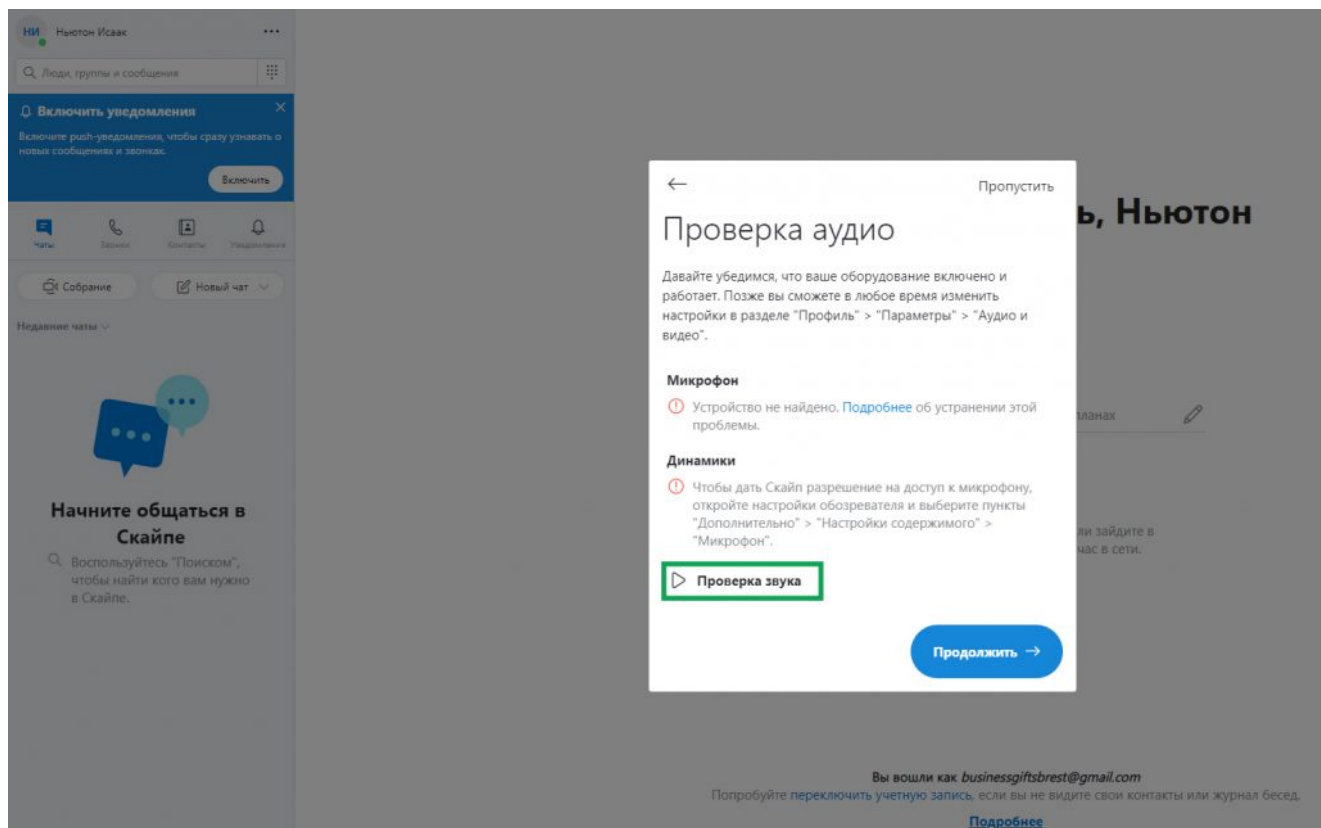 НИ Ньютон Исаак
Люди, группы и сообщения
Включить уведомления
Включите push-уведомления, чтобы сразу узнавать о
новых сообщениях и звонках.
Включить
Чаты Звонки Контакты Уведомления
Собрание Новый чат
Недавние чаты
Начните общаться в
Скайпе
Воспользуйтесь "Поиском",
чтобы найти кого вам нужно
в Скайпе.
Пропустить
ь, Ньютон
Проверка аудио
Давайте убедимся, что ваше оборудование включено и
работает. Позже вы сможете в любое время изменить
настройки в разделе "Профиль" > "Параметры" > "Аудио и
видео".
Микрофон
Устройство не найдено. Подробнее об устранении этой
проблемы.
планах
Динамики
Чтобы дать Скайп разрешение на доступ к микрофону,
откройте настройки обозревателя и выберите пункты
"Дополнительно" > "Настройки содержимого" >
"Микрофон".
ли зайдите в
час в сети.
Проверка звука
Продолжить
Вы вошли как businessgiftsbrest@gmail.com
Попробуйте переключить учетную запись, если вы не видите свои контакты или журнал бесед.
Подробнее